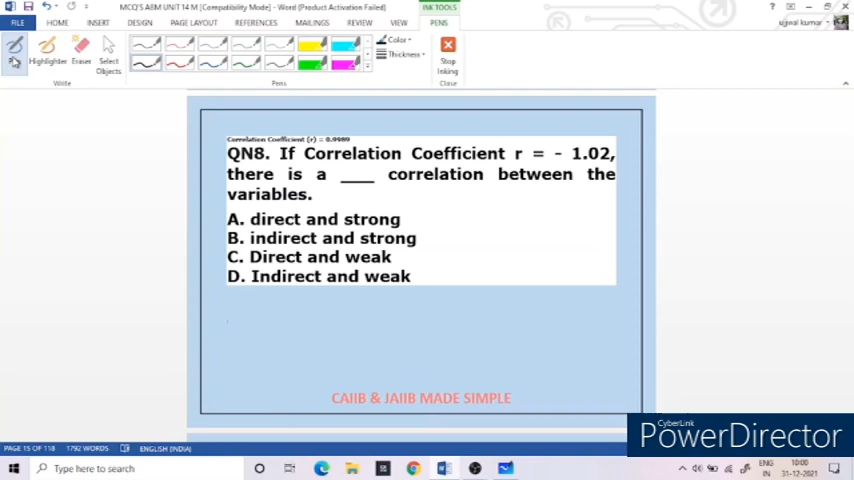 MCQ'S ABM UNIT 14 M [Compatibility Mode] - Word (Product Activation Failed)
INK TOOLS
FILE HOME INSERT DESIGN PAGE LAYOUT REFERENCES MAILINGS REVIEW VIEW PENS
ujjwal kumar
Highlighter Eraser Select Objects
Color
Thickness
Stop Inking
Write Pens Close
Correlation Coefficient (r) = 0.9989
QN8. If Correlation Coefficient r = - 1.02,
there is a ___ correlation between the
variables.
A. direct and strong
B. indirect and strong
C. Direct and weak
D. Indirect and weak
CAIIB & JAIIB MADE SIMPLE
CyberLink
PowerDirector
PAGE 15 OF 118 1792 WORDS ENGLISH (INDIA)
Type here to search
ENG
IN
10:00
31-12-2021